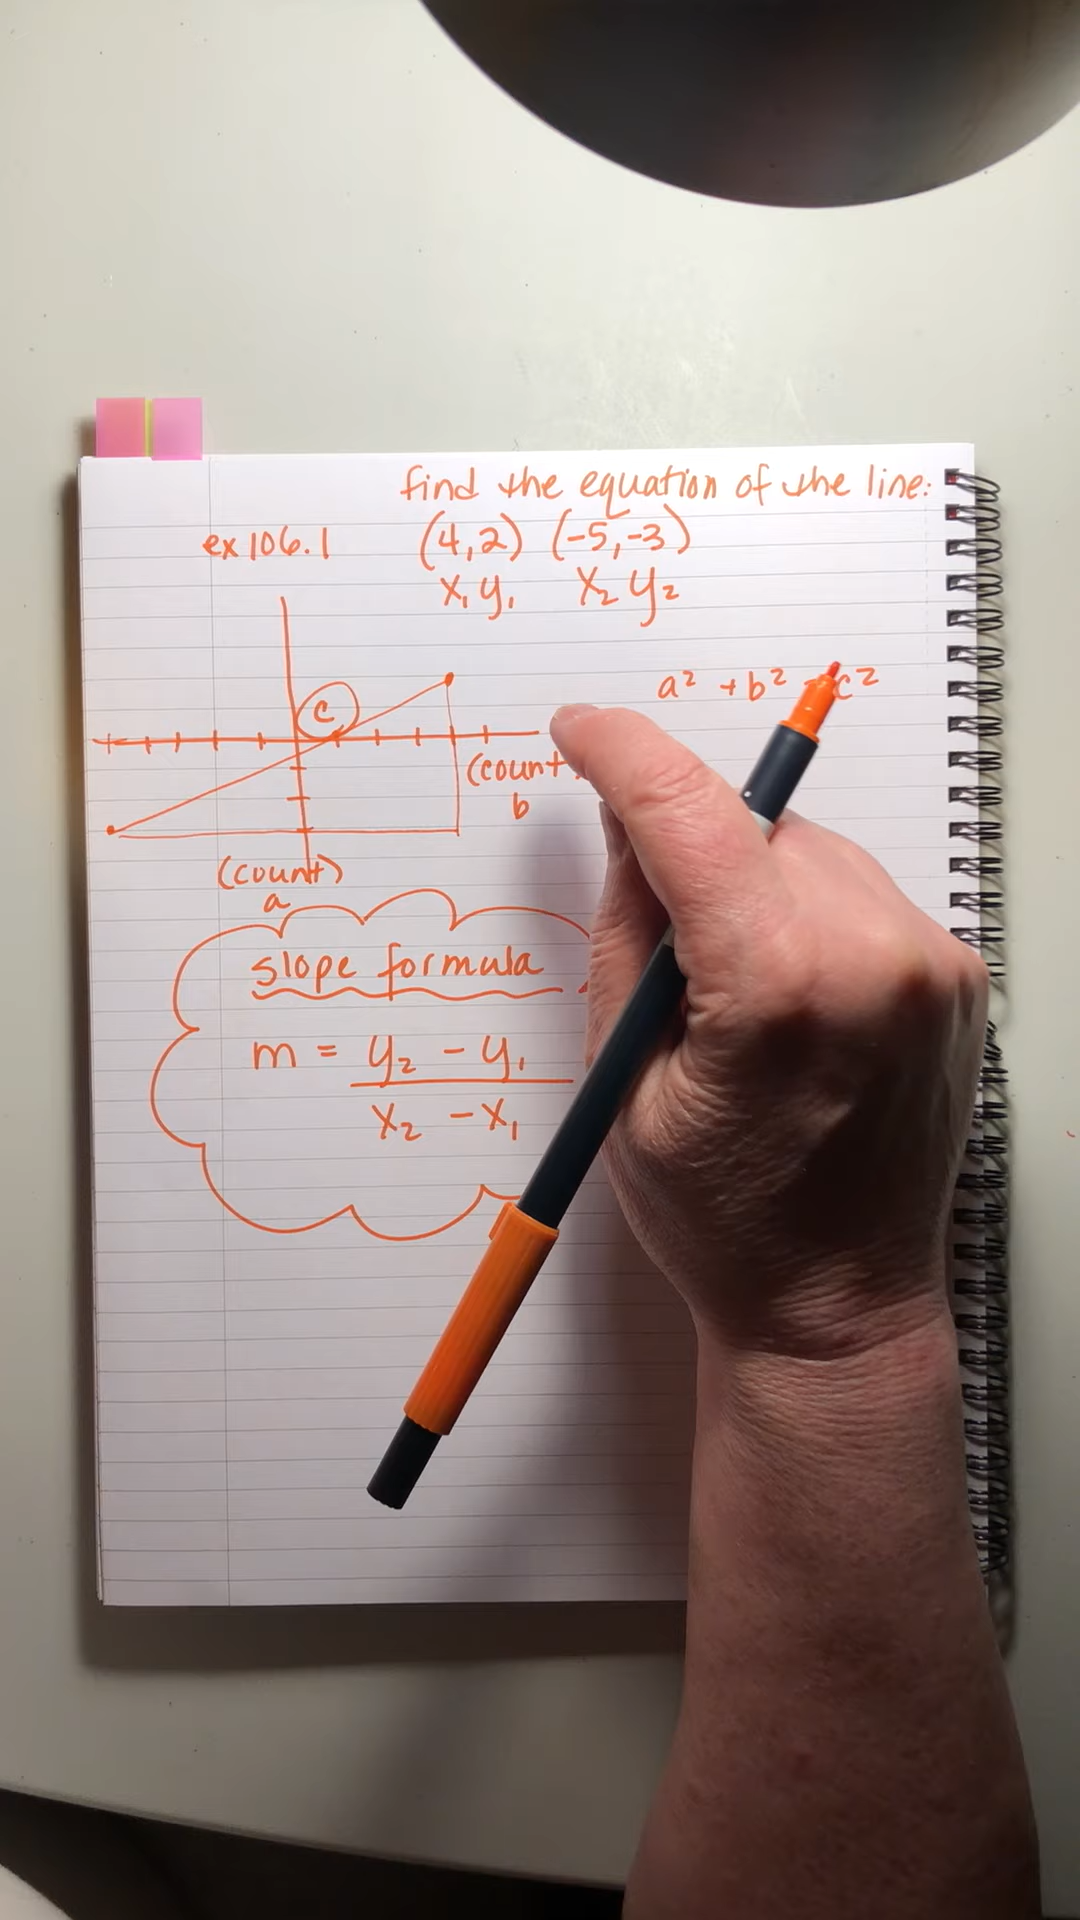 find the equation of the line:
ex 106.1 (4,2) (-5,-3)
x₁ y₁ x₂ y₂
a² + b² = c²
c
(count)
b
(count)
a
slope formula
m = y₂ - y₁
x₂ - x₁